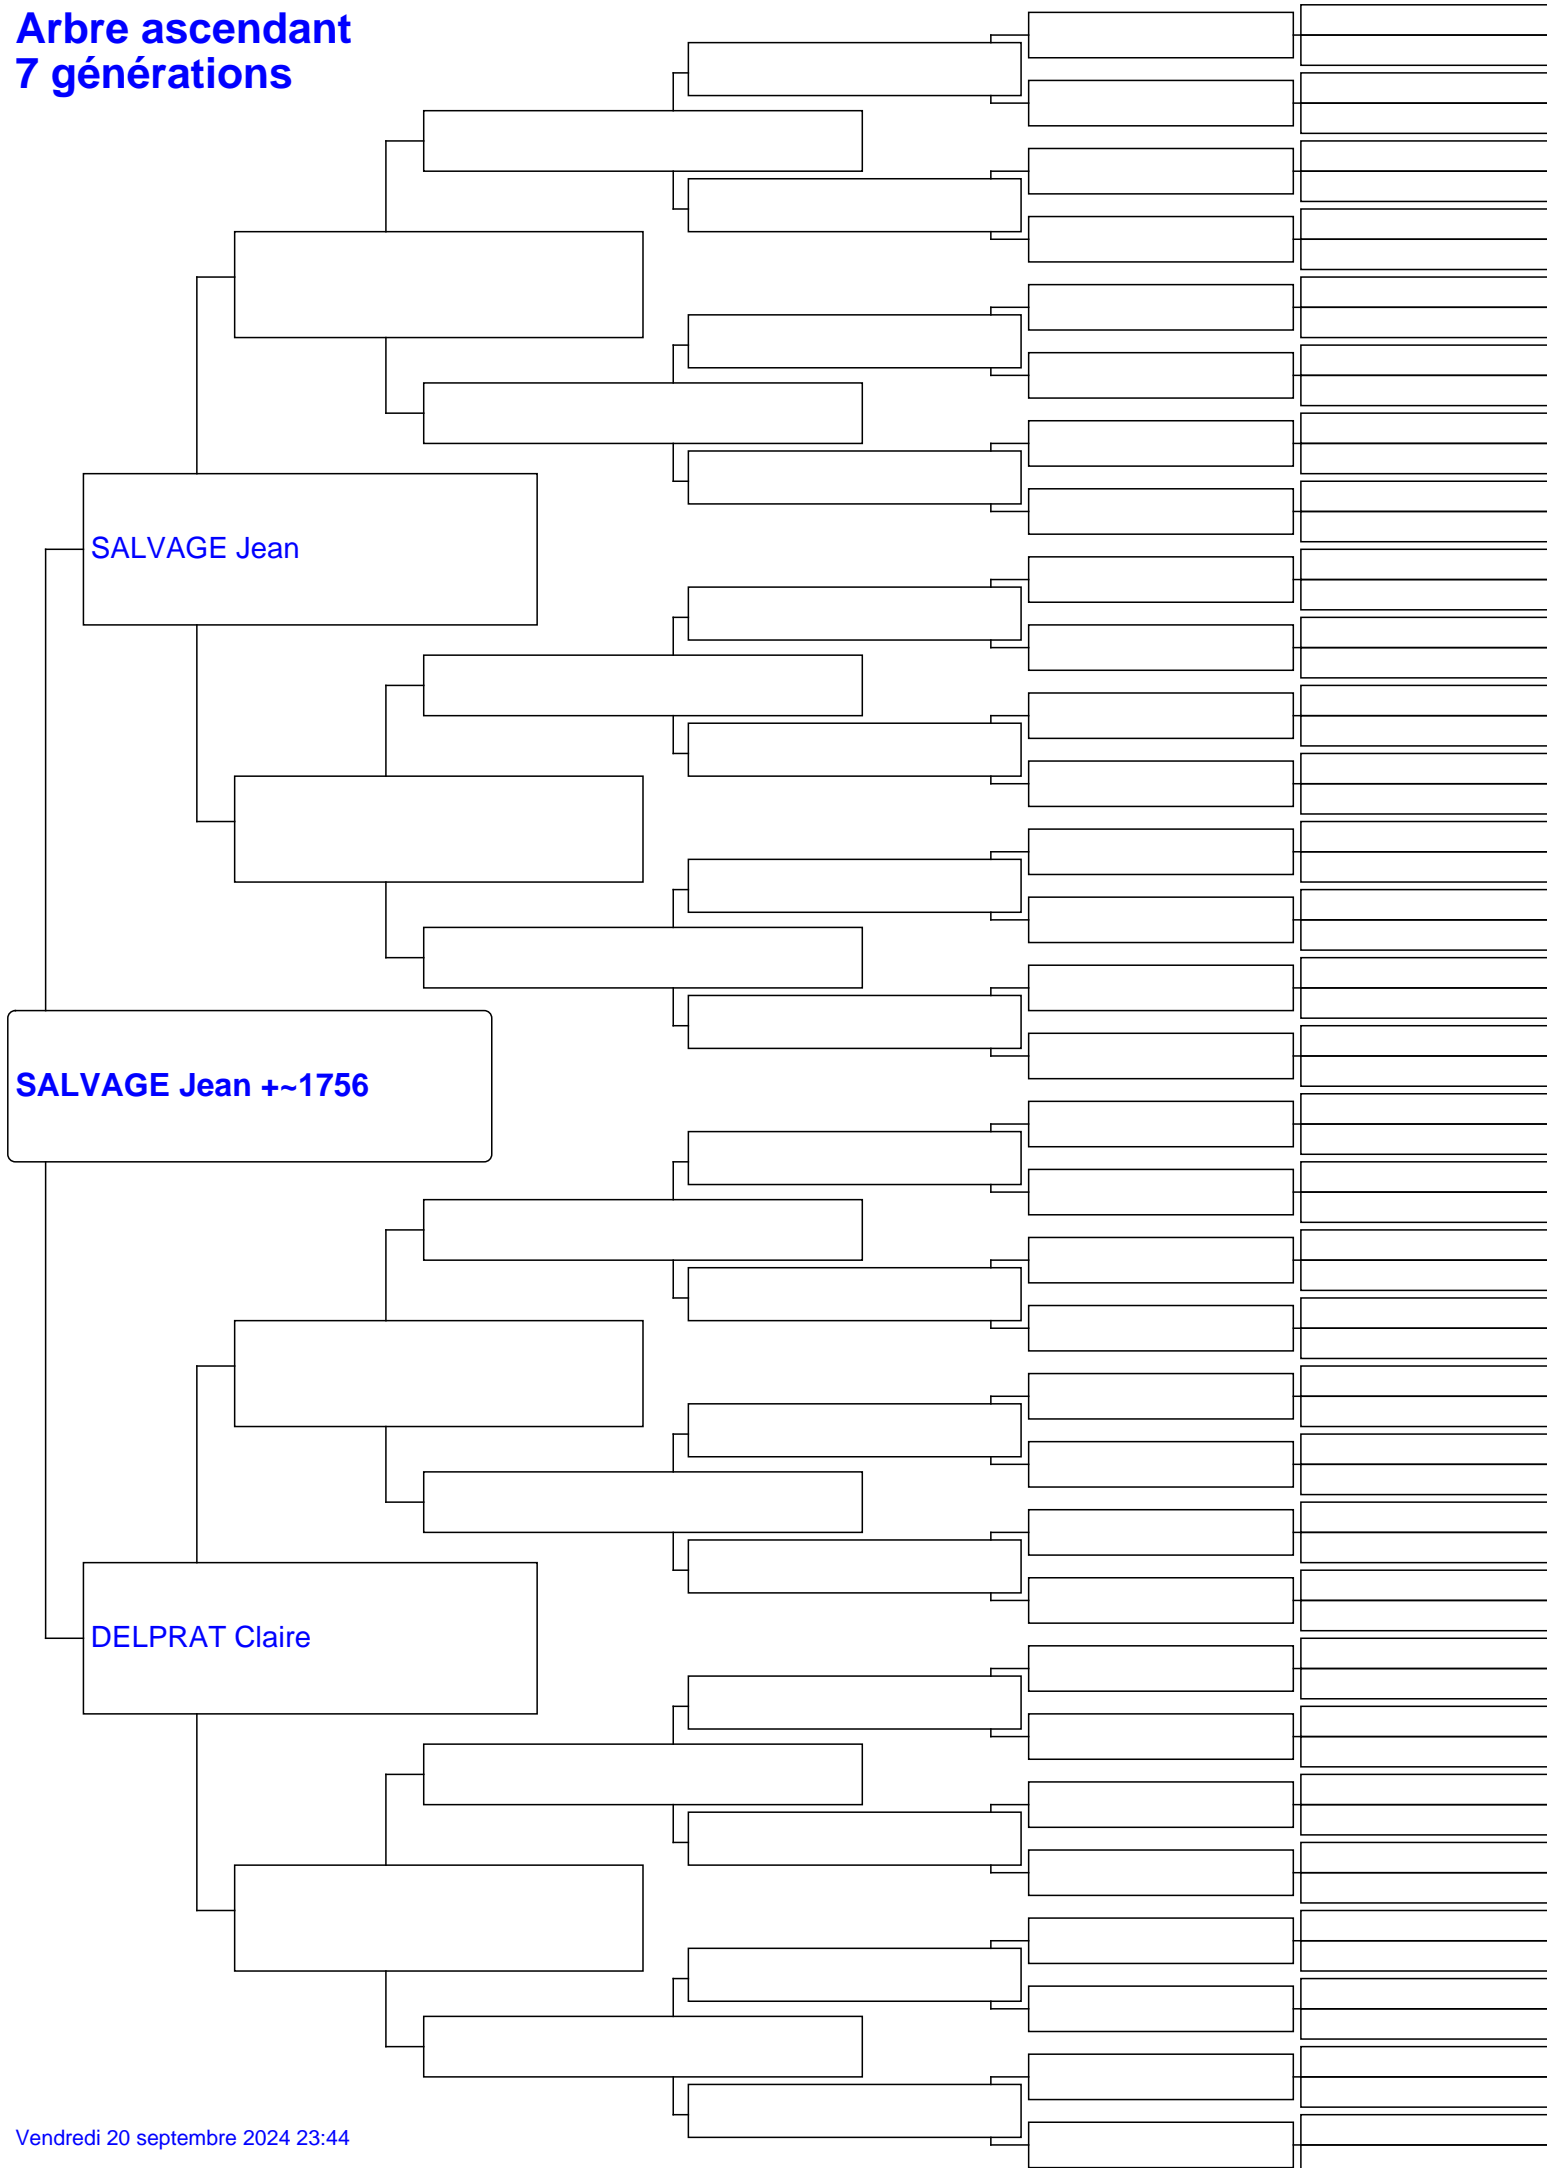 Arbre ascendant
7 générations
SALVAGE Jean
SALVAGE Jean +~1756
DELPRAT Claire
Vendredi 20 septembre 2024 23:44